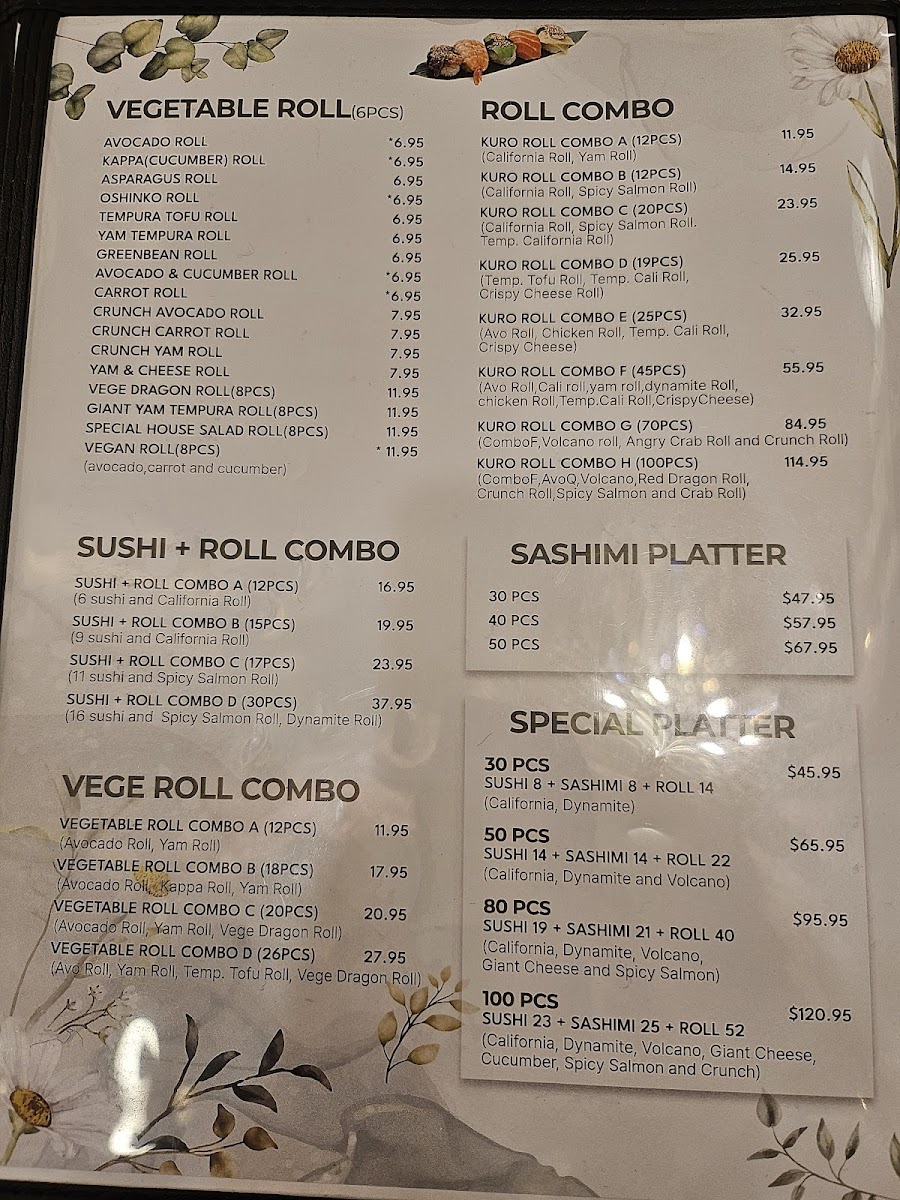 VEGETABLE ROLL(6PCS)
AVOCADO ROLL *6.95
KAPPA(CUCUMBER) ROLL *6.95
ASPARAGUS ROLL 6.95
OSHINKO ROLL *6.95
TEMPURA TOFU ROLL 6.95
YAM TEMPURA ROLL 6.95
GREENBEAN ROLL 6.95
AVOCADO & CUCUMBER ROLL *6.95
CARROT ROLL *6.95
CRUNCH AVOCADO ROLL 7.95
CRUNCH CARROT ROLL 7.95
CRUNCH YAM ROLL 7.95
YAM & CHEESE ROLL 7.95
VEGE DRAGON ROLL(8PCS) 11.95
GIANT YAM TEMPURA ROLL(8PCS) 11.95
SPECIAL HOUSE SALAD ROLL(8PCS) 11.95
VEGAN ROLL(8PCS) * 11.95
(avocado,carrot and cucumber)
SUSHI + ROLL COMBO
SUSHI + ROLL COMBO A (12PCS) 16.95
(6 sushi and California Roll)
SUSHI + ROLL COMBO B (15PCS) 19.95
(9 sushi and California Roll)
SUSHI + ROLL COMBO C (17PCS) 23.95
(11 sushi and Spicy Salmon Roll)
SUSHI + ROLL COMBO D (30PCS) 37.95
(16 sushi and Spicy Salmon Roll, Dynamite Roll)
VEGE ROLL COMBO
VEGETABLE ROLL COMBO A (12PCS) 11.95
(Avocado Roll, Yam Roll)
VEGETABLE ROLL COMBO B (18PCS) 17.95
(Avocado Roll, Kappa Roll, Yam Roll)
VEGETABLE ROLL COMBO C (20PCS) 20.95
(Avocado Roll, Yam Roll, Vege Dragon Roll)
VEGETABLE ROLL COMBO D (26PCS) 27.95
(Avo Roll, Yam Roll, Temp. Tofu Roll, Vege Dragon Roll)
ROLL COMBO
KURO ROLL COMBO A (12PCS) 11.95
(California Roll, Yam Roll)
KURO ROLL COMBO B (12PCS) 14.95
(California Roll, Spicy Salmon Roll)
KURO ROLL COMBO C (20PCS) 23.95
(California Roll, Spicy Salmon Roll.
Temp. California Roll)
KURO ROLL COMBO D (19PCS) 25.95
(Temp. Tofu Roll, Temp. Cali Roll,
Crispy Cheese Roll)
KURO ROLL COMBO E (25PCS) 32.95
(Avo Roll, Chicken Roll, Temp. Cali Roll,
Crispy Cheese)
KURO ROLL COMBO F (45PCS) 55.95
(Avo Roll,Cali roll,yam roll,dynamite Roll,
chicken Roll,Temp.Cali Roll,CrispyCheese)
KURO ROLL COMBO G (70PCS) 84.95
(ComboF,Volcano roll, Angry Crab Roll and Crunch Roll)
KURO ROLL COMBO H (100PCS) 114.95
(ComboF,AvoQ,Volcano,Red Dragon Roll,
Crunch Roll,Spicy Salmon and Crab Roll)
SASHIMI PLATTER
30 PCS $47.95
40 PCS $57.95
50 PCS $67.95
SPECIAL PLATTER
30 PCS $45.95
SUSHI 8 + SASHIMI 8 + ROLL 14
(California, Dynamite)
50 PCS $65.95
SUSHI 14 + SASHIMI 14 + ROLL 22
(California, Dynamite and Volcano)
80 PCS $95.95
SUSHI 19 + SASHIMI 21 + ROLL 40
(California, Dynamite, Volcano,
Giant Cheese and Spicy Salmon)
100 PCS $120.95
SUSHI 23 + SASHIMI 25 + ROLL 52
(California, Dynamite, Volcano, Giant Cheese,
Cucumber, Spicy Salmon and Crunch)